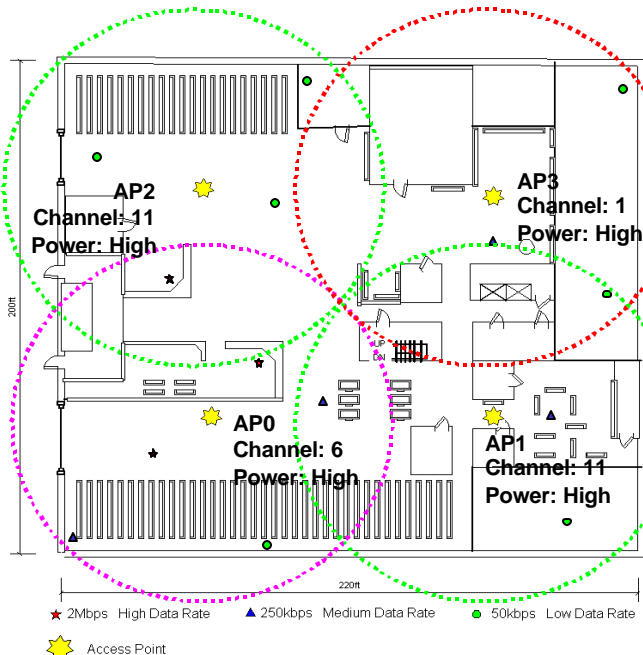 AP2
Channel: 11
Power: High
AP3
Channel: 1
Power: High
200ft
UP
DN
AP0
Channel: 6
Power: High
AP1
Channel: 11
Power: High
220ft
2Mbps High Data Rate
250kbps Medium Data Rate
50kbps Low Data Rate
Access Point